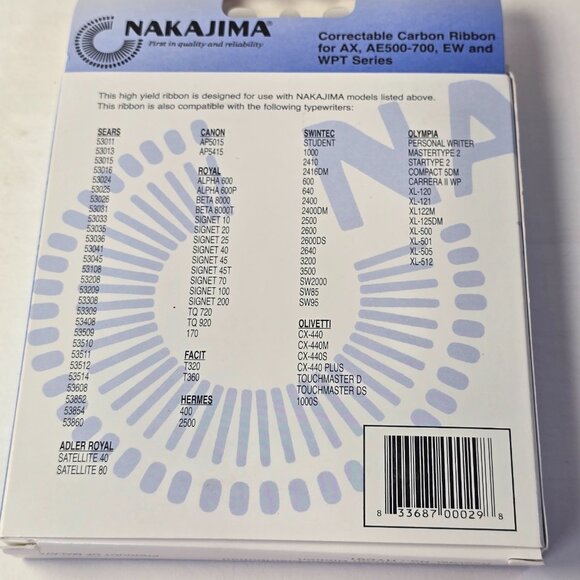 NAKAJIMA®
First in quality and reliability
Correctable Carbon Ribbon
for AX, AE500-700, EW and
WPT Series
This high yield ribbon is designed for use with NAKAJIMA models listed above.
This ribbon is also compatible with the following typewriters:
SEARS
53011
53013
53015
53016
53024
53025
53026
53031
53033
53035
53036
53041
53045
53108
53208
53209
53308
53309
53408
53509
53510
53511
53512
53514
53608
53852
53854
53860
ADLER ROYAL
SATELLITE 40
SATELLITE 80
CANON
AP5015
AP5415
ROYAL
ALPHA 600
ALPHA 600P
BETA 8000
BETA 8000T
SIGNET 10
SIGNET 20
SIGNET 25
SIGNET 40
SIGNET 45
SIGNET 45T
SIGNET 70
SIGNET 100
SIGNET 200
TQ 720
TQ 920
170
FACIT
T320
T360
HERMES
400
2500
SWINTEC
STUDENT
1000
2410
2416DM
600
640
2400
2400DM
2500
2600
2600DS
2640
3200
3500
SW2000
SW85
SW95
OLIVETTI
CX-440
CX-440M
CX-440S
CX-440 PLUS
TOUCHMASTER D
TOUCHMASTER DS
1000S
OLYMPIA
PERSONAL WRITER
MASTERTYPE 2
STARTYPE 2
COMPACT 5DM
CARRERA II WP
XL-120
XL-121
XL122M
XL-125DM
XL-500
XL-501
XL-505
XL-512
NA
8 33687 00029 8